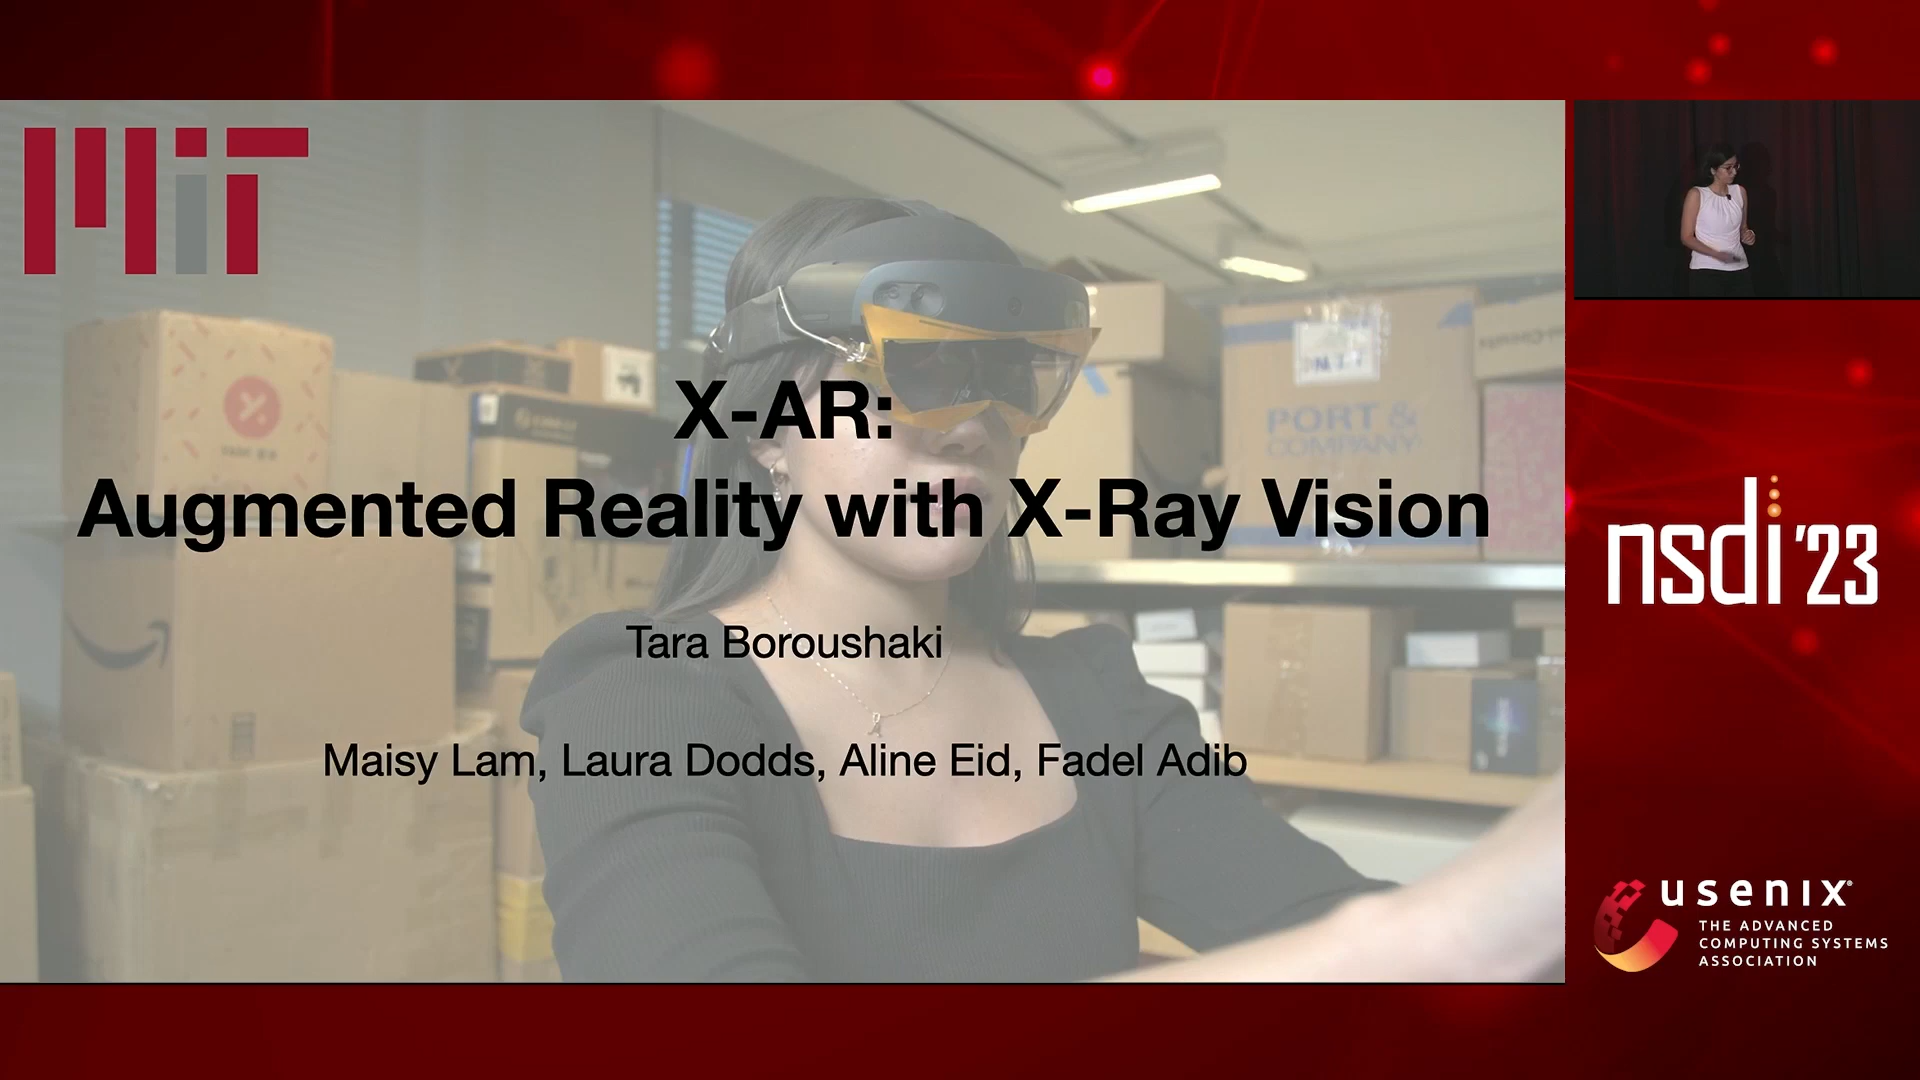 MIT
X-AR:
Augmented Reality with X-Ray Vision
Tara Boroushaki
Maisy Lam, Laura Dodds, Aline Eid, Fadel Adib
PORT &
COMPANY
nsdi '23
usenix®
THE ADVANCED
COMPUTING SYSTEMS
ASSOCIATION